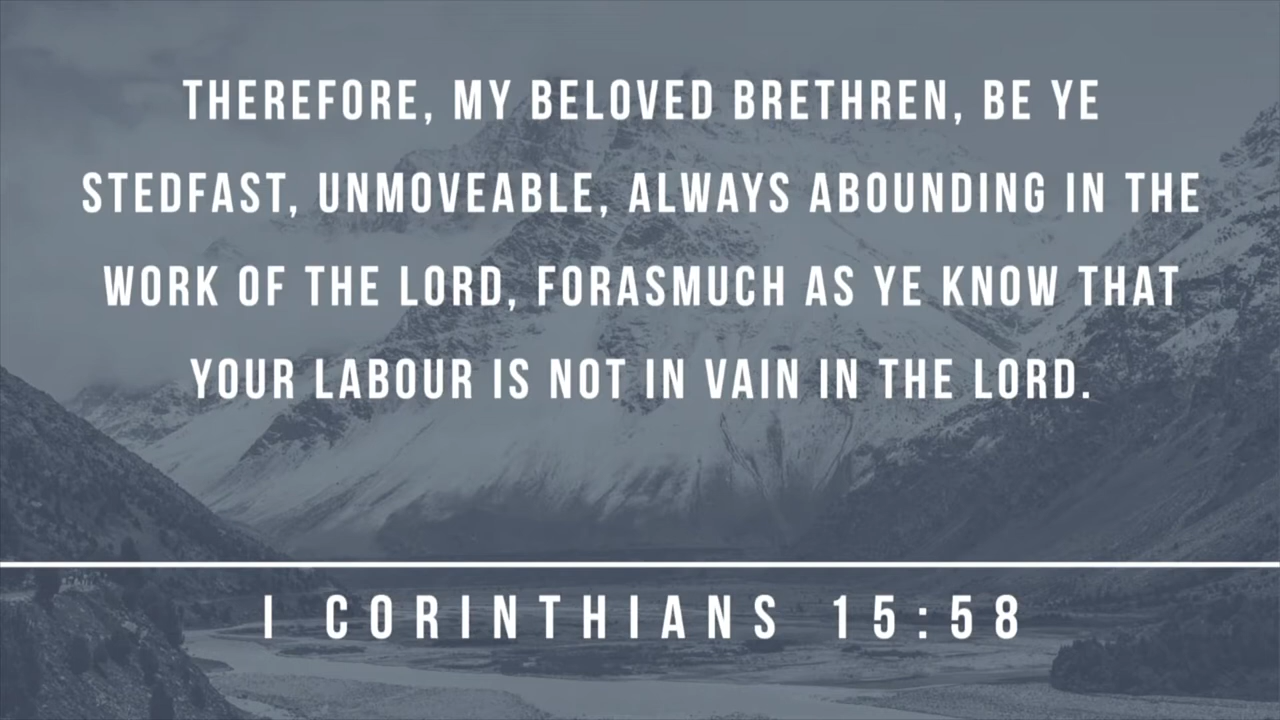 THEREFORE, MY BELOVED BRETHREN, BE YE
STEDFAST, UNMOVEABLE, ALWAYS ABOUNDING IN THE
WORK OF THE LORD, FORASMUCH AS YE KNOW THAT
YOUR LABOUR IS NOT IN VAIN IN THE LORD.
I CORINTHIANS 15:58